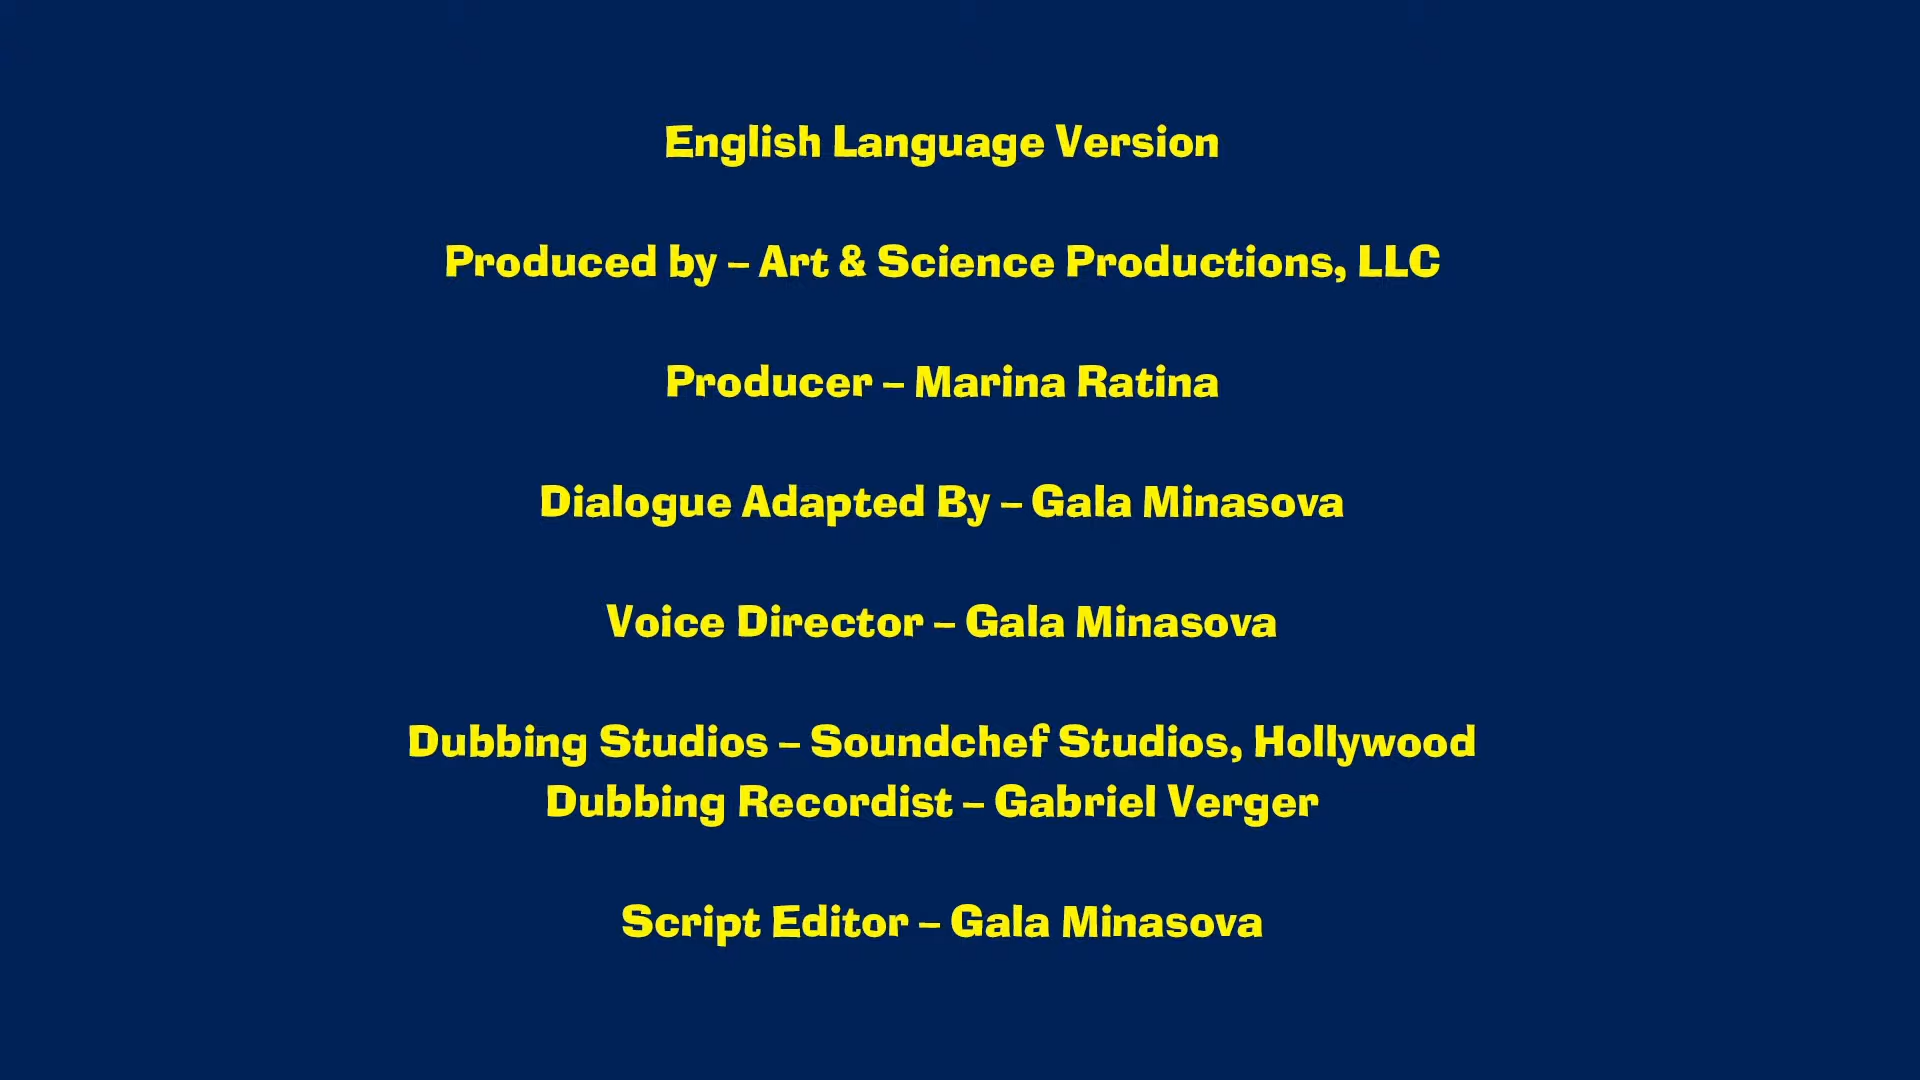 English Language Version
Produced by – Art & Science Productions, LLC
Producer – Marina Ratina
Dialogue Adapted By – Gala Minasova
Voice Director – Gala Minasova
Dubbing Studios – Soundchef Studios, Hollywood
Dubbing Recordist – Gabriel Verger
Script Editor – Gala Minasova